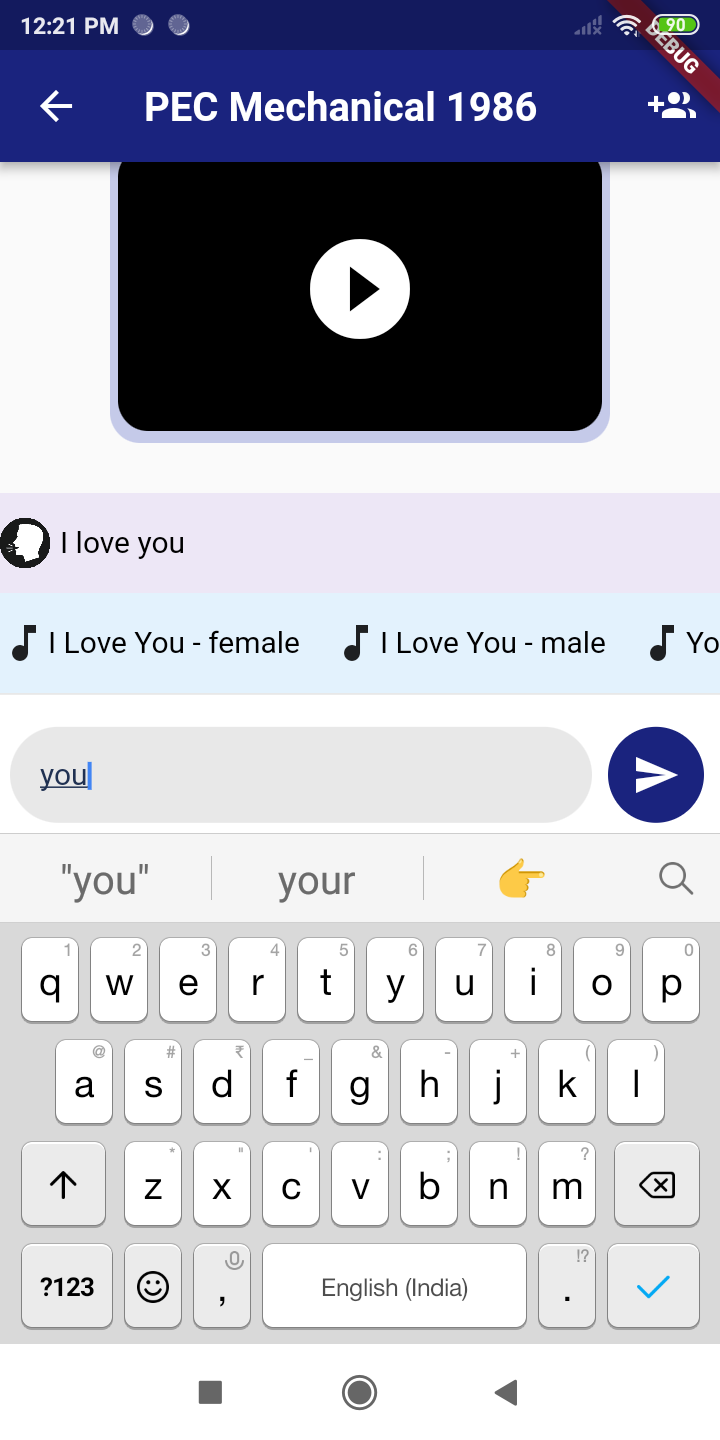 12:21 PM 90
DEBUG
PEC Mechanical 1986
I love you
I Love You - female I Love You - male Yo
you
"you" your
1 2 3 4 5 6 7 8 9 0
q w e r t y u i o p
@ # ₹ _ & - + ( )
a s d f g h j k l
* " ' : ; ! ?
z x c v b n m
!?
?123 , English (India) .